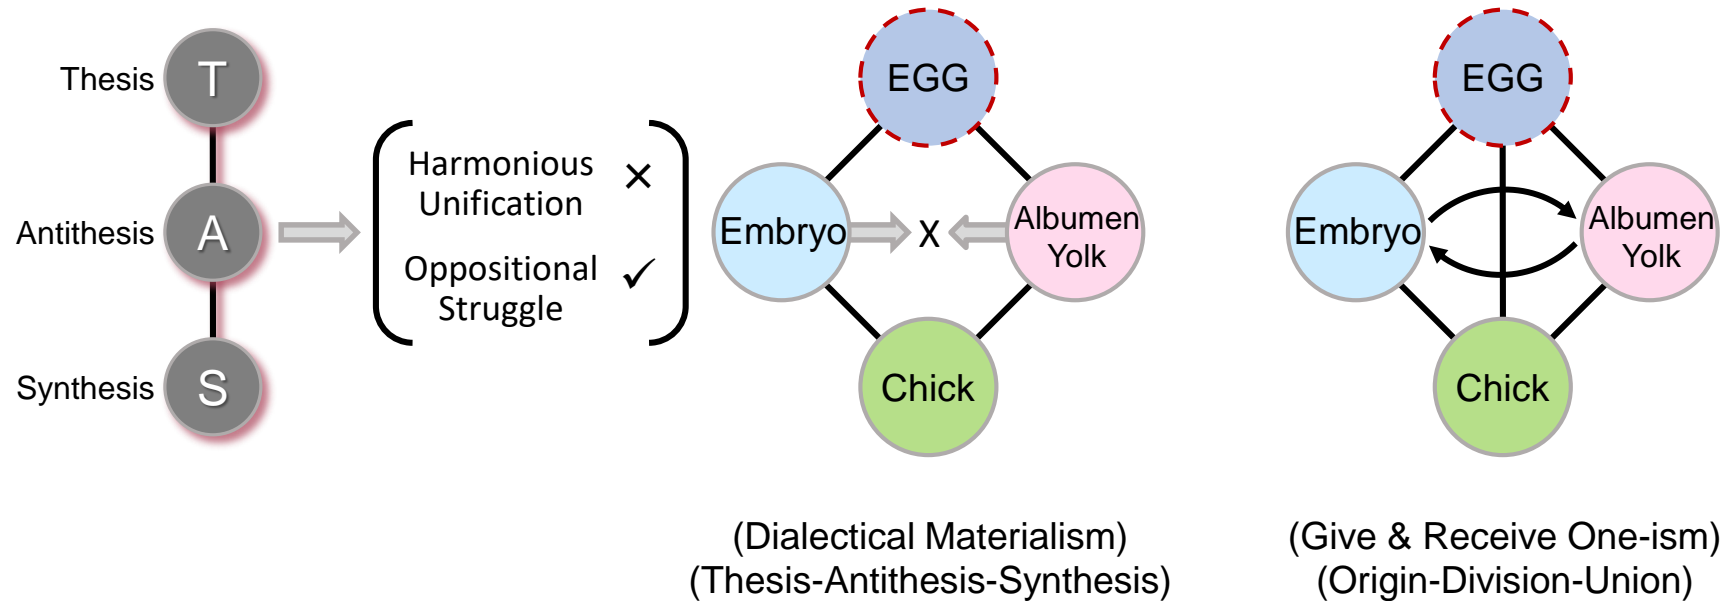 Thesis
T
Antithesis
A
Synthesis
S
Harmonious
Unification
×
Oppositional
Struggle
✓
EGG
Embryo
X
Albumen
Yolk
Chick
(Dialectical Materialism)
(Thesis-Antithesis-Synthesis)
EGG
Embryo
Albumen
Yolk
Chick
(Give & Receive One-ism)
(Origin-Division-Union)